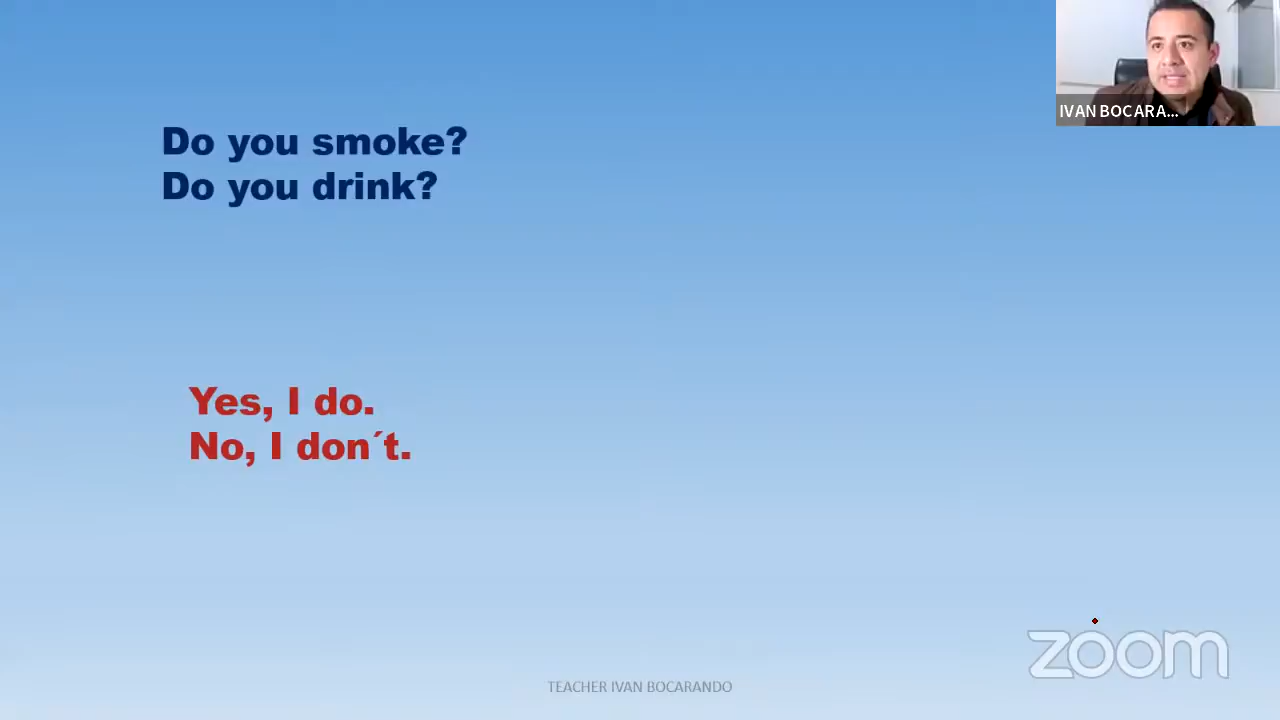 IVAN BOCARA...
Do you smoke?
Do you drink?
Yes, I do.
No, I don´t.
zoom
TEACHER IVAN BOCARANDO